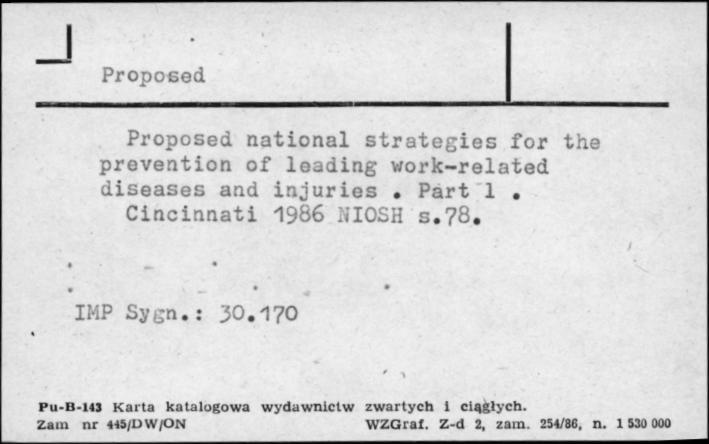 Proposed
Proposed national strategies for the
prevention of leading work-related
diseases and injuries . Part 1 .
Cincinnati 1986 NIOSH s.78.
IMP Sygn.: 30.170
Pu-B-143 Karta katalogowa wydawnictw zwartych i ciągłych.
Zam nr 445/DW/ON WZGraf. Z-d 2, zam. 254/86, n. 1 530 000